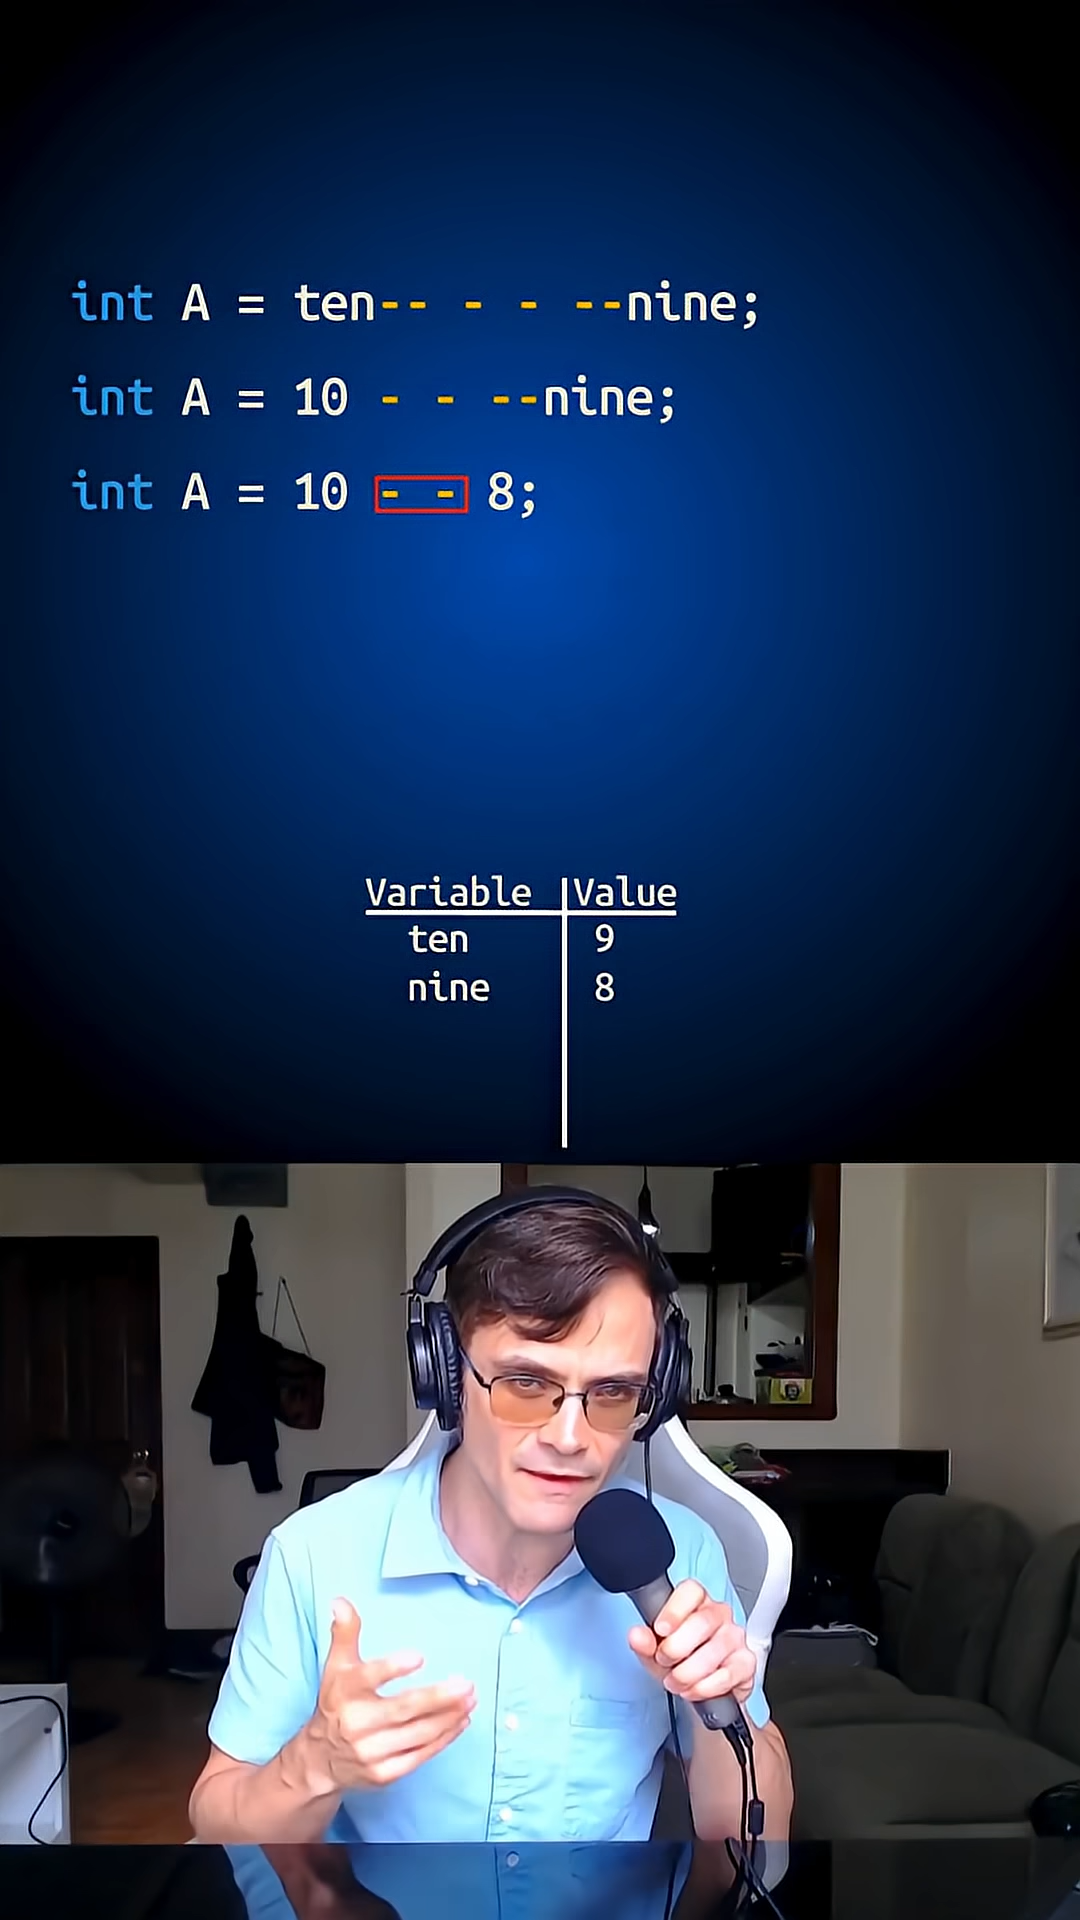 int A = ten-- - - --nine;
int A = 10 - - --nine;
int A = 10 - - 8;
Variable Value
ten 9
nine 8